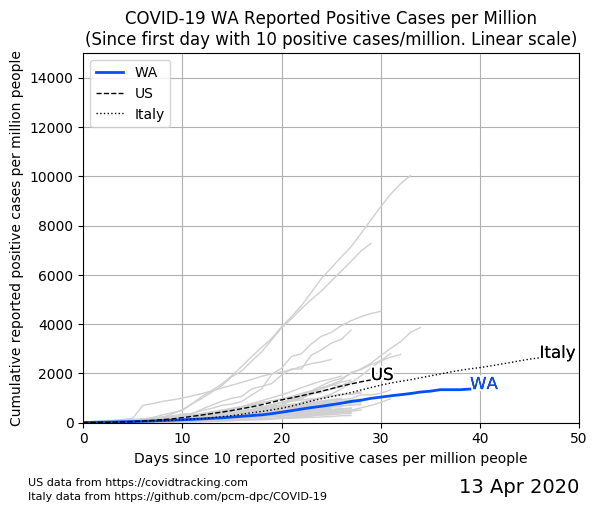 COVID-19 WA Reported Positive Cases per Million
(Since first day with 10 positive cases/million. Linear scale)
Cumulative reported positive cases per million people
14000
12000
10000
8000
6000
4000
2000
0
WA
US
Italy
US
WA
Italy
0 10 20 30 40 50
Days since 10 reported positive cases per million people
US data from https://covidtracking.com
Italy data from https://github.com/pcm-dpc/COVID-19
13 Apr 2020